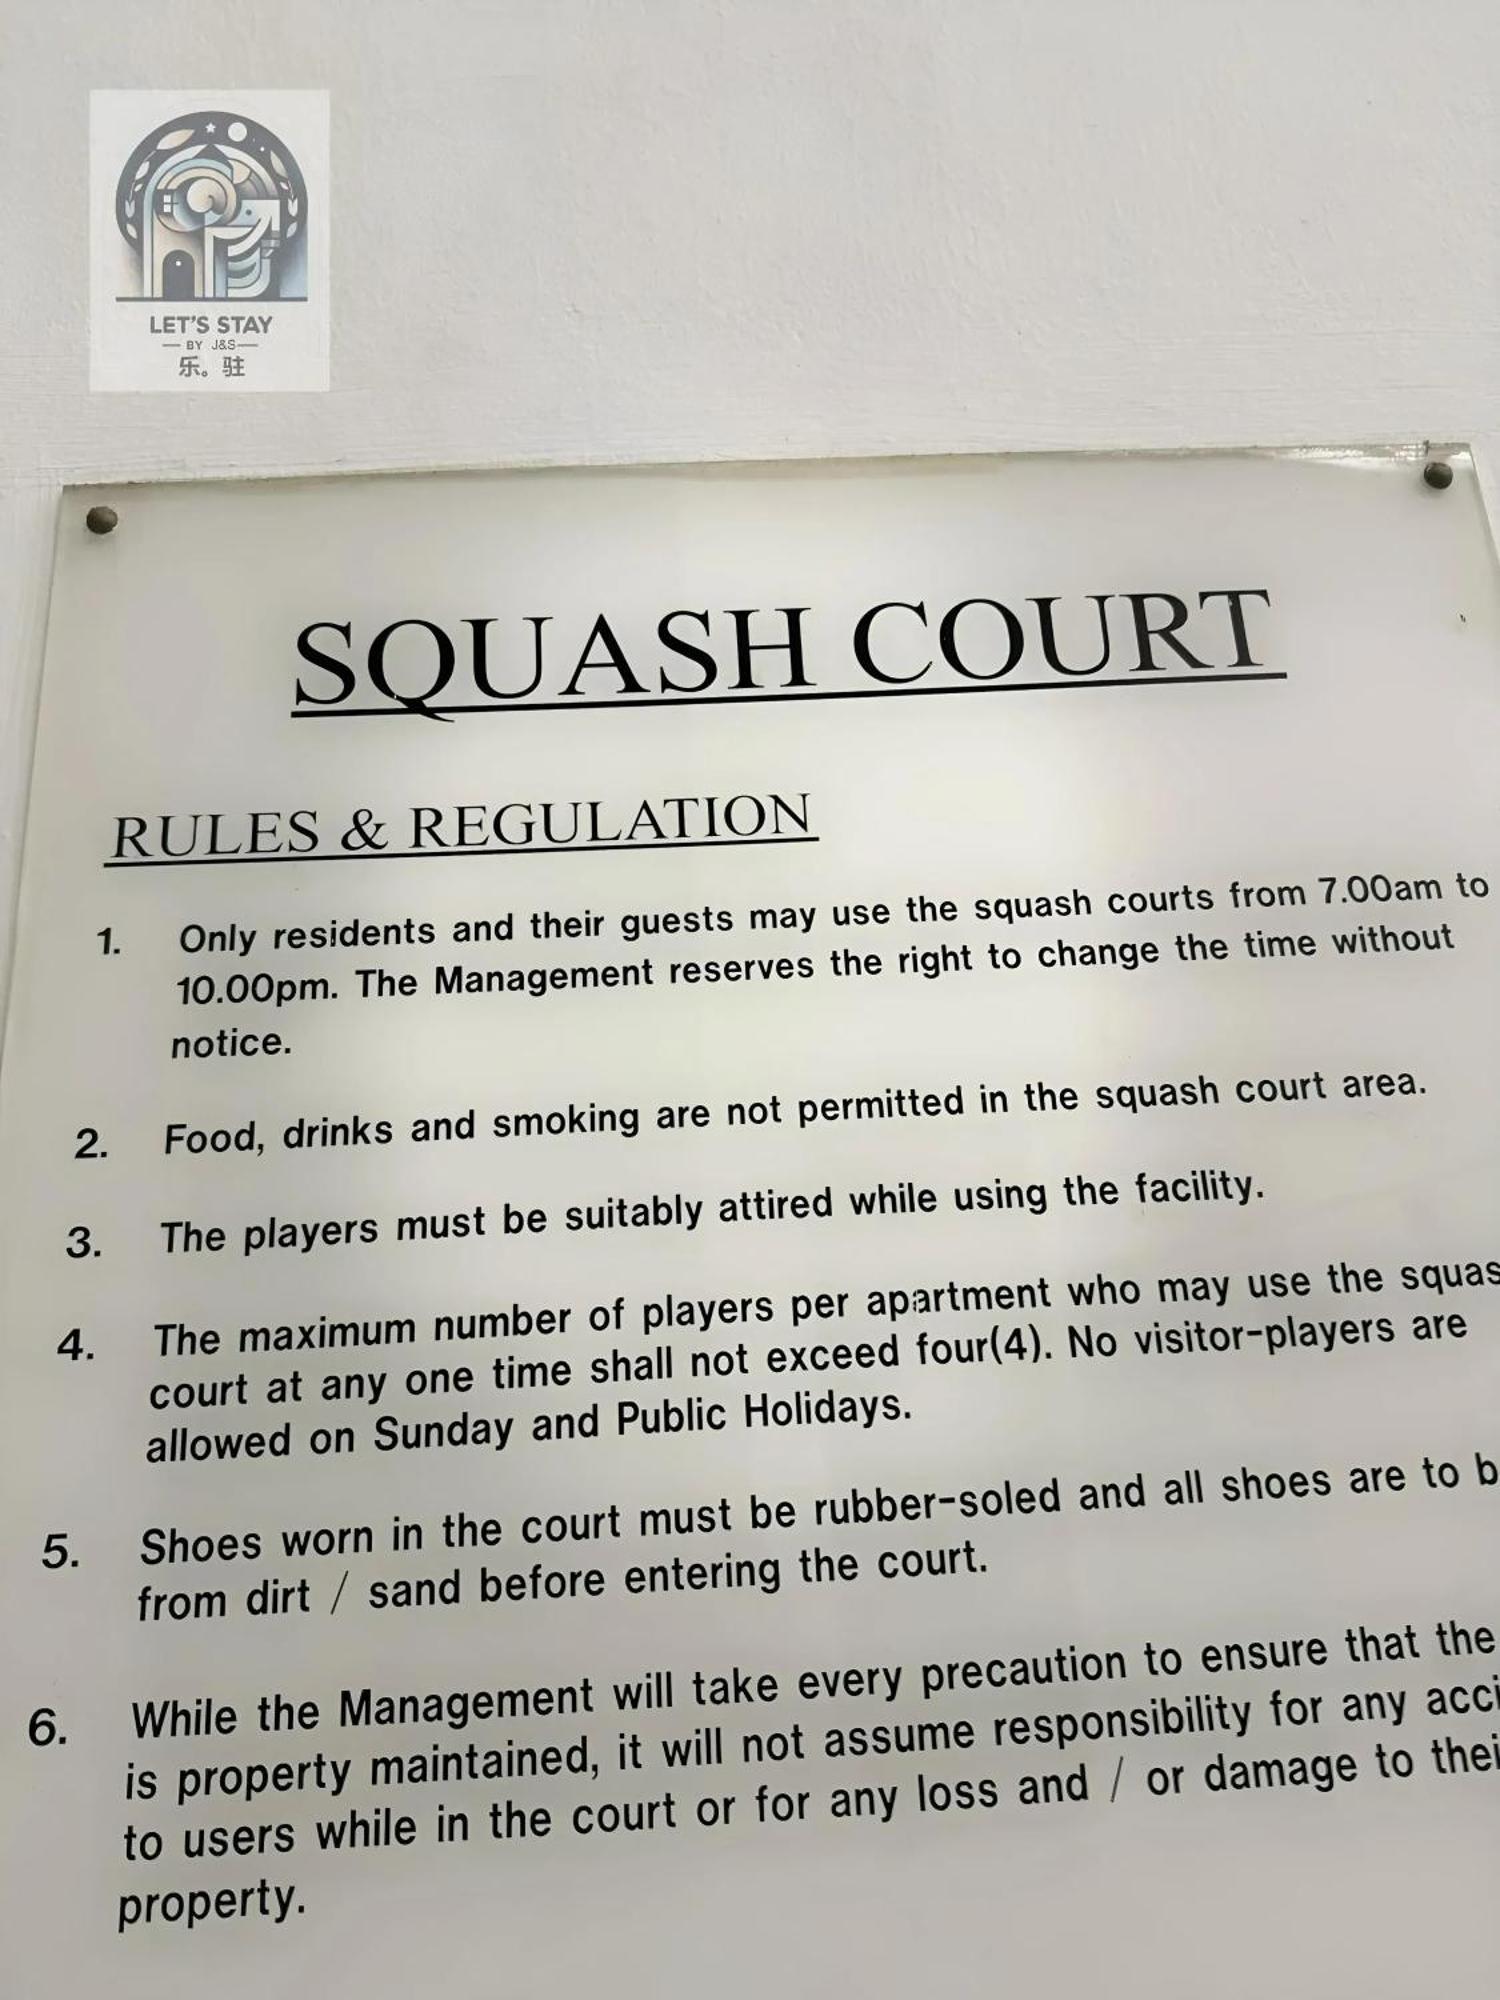 LET'S STAY
BY J&S
乐。驻
SQUASH COURT
RULES & REGULATION
1. Only residents and their guests may use the squash courts from 7.00am to
10.00pm. The Management reserves the right to change the time without
notice.
2. Food, drinks and smoking are not permitted in the squash court area.
3. The players must be suitably attired while using the facility.
4. The maximum number of players per apartment who may use the
court at any one time shall not exceed four(4). No visitor-players are
allowed on Sunday and Public Holidays.
5. Shoes worn in the court must be rubber-soled and all shoes are to
from dirt / sand before entering the court.
6. While the Management will take every precaution to ensure that the
is property maintained, it will not assume responsibility for any
to users while in the court or for any loss and / or damage to
property.